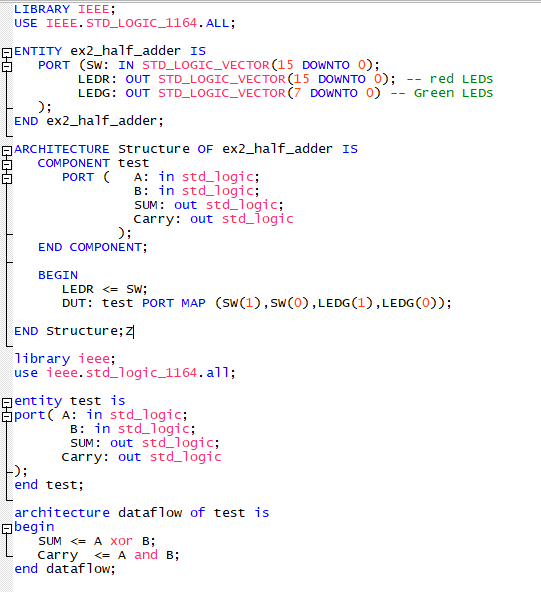 LIBRARY IEEE;
USE IEEE.STD_LOGIC_1164.ALL;
ENTITY ex2_half_adder IS
PORT (SW: IN STD_LOGIC_VECTOR(15 DOWNTO 0);
LEDR: OUT STD_LOGIC_VECTOR(15 DOWNTO 0); -- red LEDs
LEDG: OUT STD_LOGIC_VECTOR(7 DOWNTO 0) -- Green LEDs
);
END ex2_half_adder;
ARCHITECTURE Structure OF ex2_half_adder IS
COMPONENT test
PORT ( A: in std_logic;
B: in std_logic;
SUM: out std_logic;
Carry: out std_logic
);
END COMPONENT;
BEGIN
LEDR <= SW;
DUT: test PORT MAP (SW(1),SW(0),LEDG(1),LEDG(0));
END Structure;Z
library ieee;
use ieee.std_logic_1164.all;
entity test is
port( A: in std_logic;
B: in std_logic;
SUM: out std_logic;
Carry: out std_logic
);
end test;
architecture dataflow of test is
begin
SUM <= A xor B;
Carry <= A and B;
end dataflow;